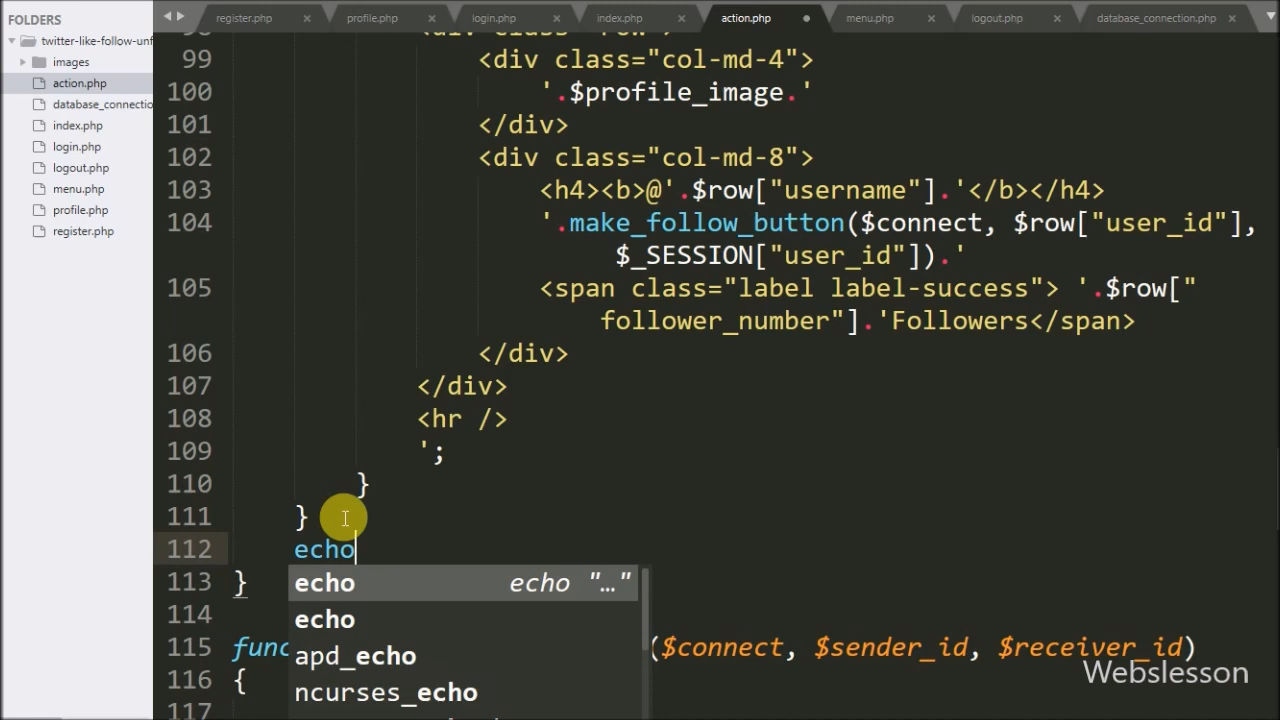 register.php × profile.php × login.php × index.php × action.php menu.php × logout.php × database_connection.php ×
FOLDERS
twitter-like-follow-unf
images
action.php
database_connectio
index.php
login.php
logout.php
menu.php
profile.php
register.php
99 <div class="col-md-4">
100 '.$profile_image.'
101 </div>
102 <div class="col-md-8">
103 <h4><b>@'.$row["username"].'</b></h4>
104 '.make_follow_button($connect, $row["user_id"],
$_SESSION["user_id"]).'
105 <span class="label label-success"> '.$row["
follower_number"].'Followers</span>
106 </div>
107 </div>
108 <hr />
109 ';
110 }
111 }
112 echo
113 }
echo echo "…"
echo
apd_echo
ncurses_echo
114
115 func ($connect, $sender_id, $receiver_id)
116 {
117
Webslesson